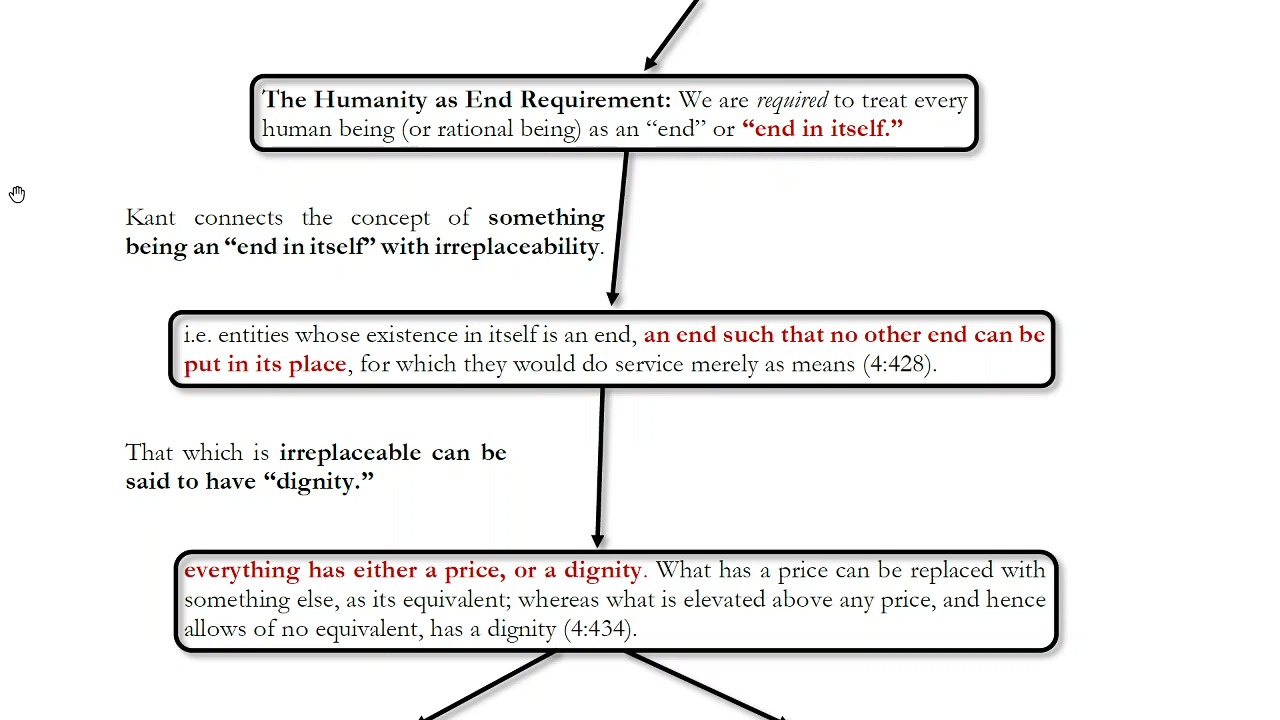 The Humanity as End Requirement: We are required to treat every
human being (or rational being) as an “end” or “end in itself.”
Kant connects the concept of something
being an “end in itself” with irreplaceability.
i.e. entities whose existence in itself is an end, an end such that no other end can be
put in its place, for which they would do service merely as means (4:428).
That which is irreplaceable can be
said to have “dignity.”
everything has either a price, or a dignity. What has a price can be replaced with
something else, as its equivalent; whereas what is elevated above any price, and hence
allows of no equivalent, has a dignity (4:434).